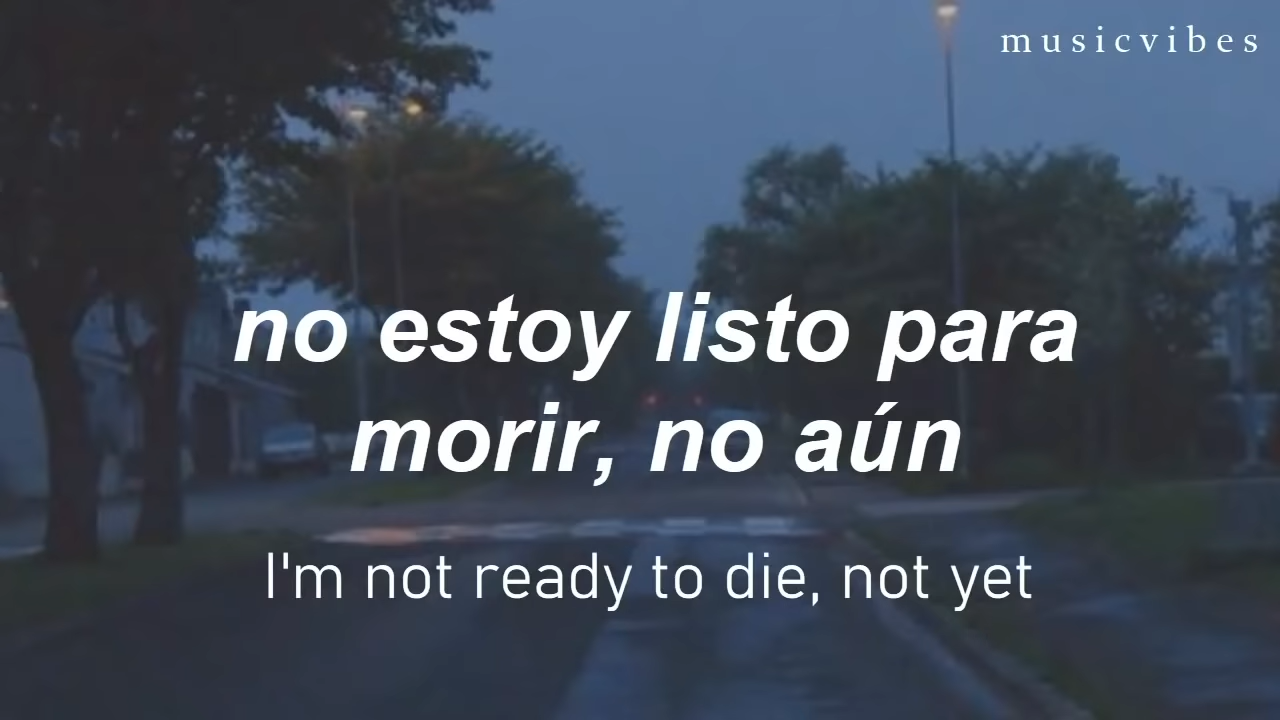 musicvibes
no estoy listo para
morir, no aún
I'm not ready to die, not yet